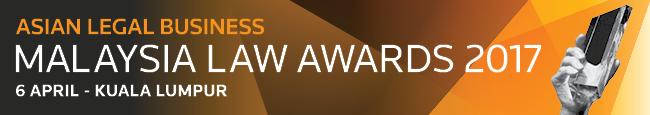 ASIAN LEGAL BUSINESS
MALAYSIA LAW AWARDS 2017
6 APRIL - KUALA LUMPUR